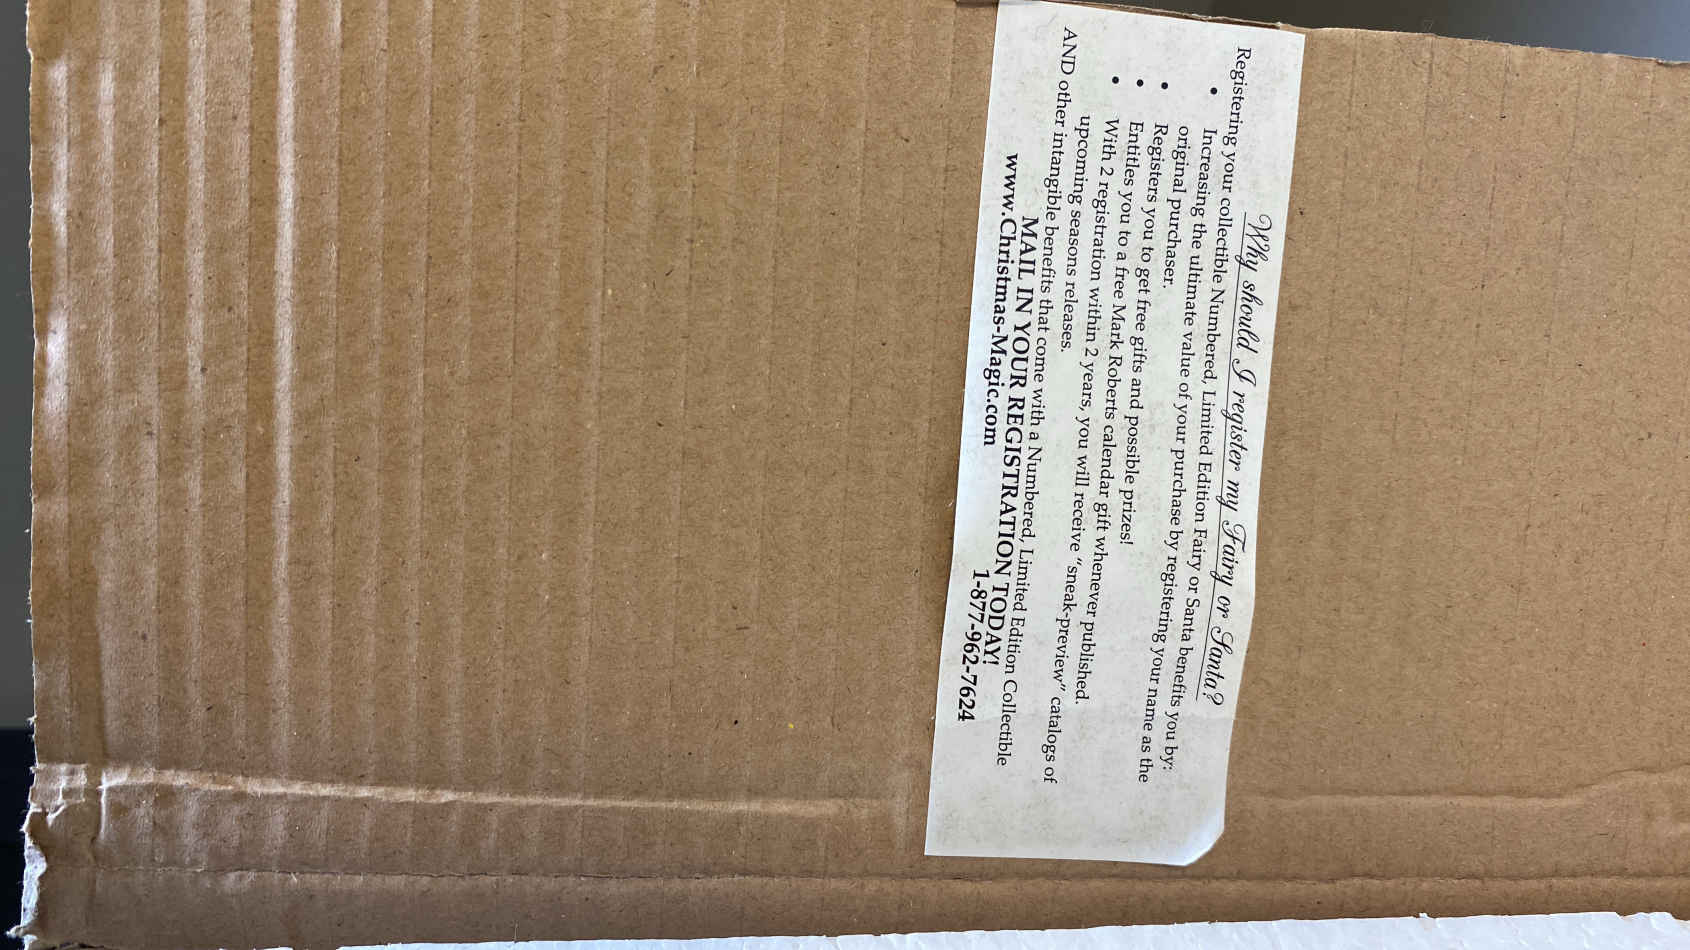 Why should I register my Fairy or Santa?
Registering your collectible Numbered, Limited Edition Fairy or Santa benefits you by:
• Increasing the ultimate value of your purchase by registering your name as the
original purchaser.
• Registers you to get free gifts and possible prizes!
• Entitles you to a free Mark Roberts calendar gift whenever published.
• With 2 registration within 2 years, you will receive “sneak-preview” catalogs of
upcoming seasons releases.
AND other intangible benefits that come with a Numbered, Limited Edition Collectible
MAIL IN YOUR REGISTRATION TODAY!
www.Christmas-Magic.com 1-877-962-7624